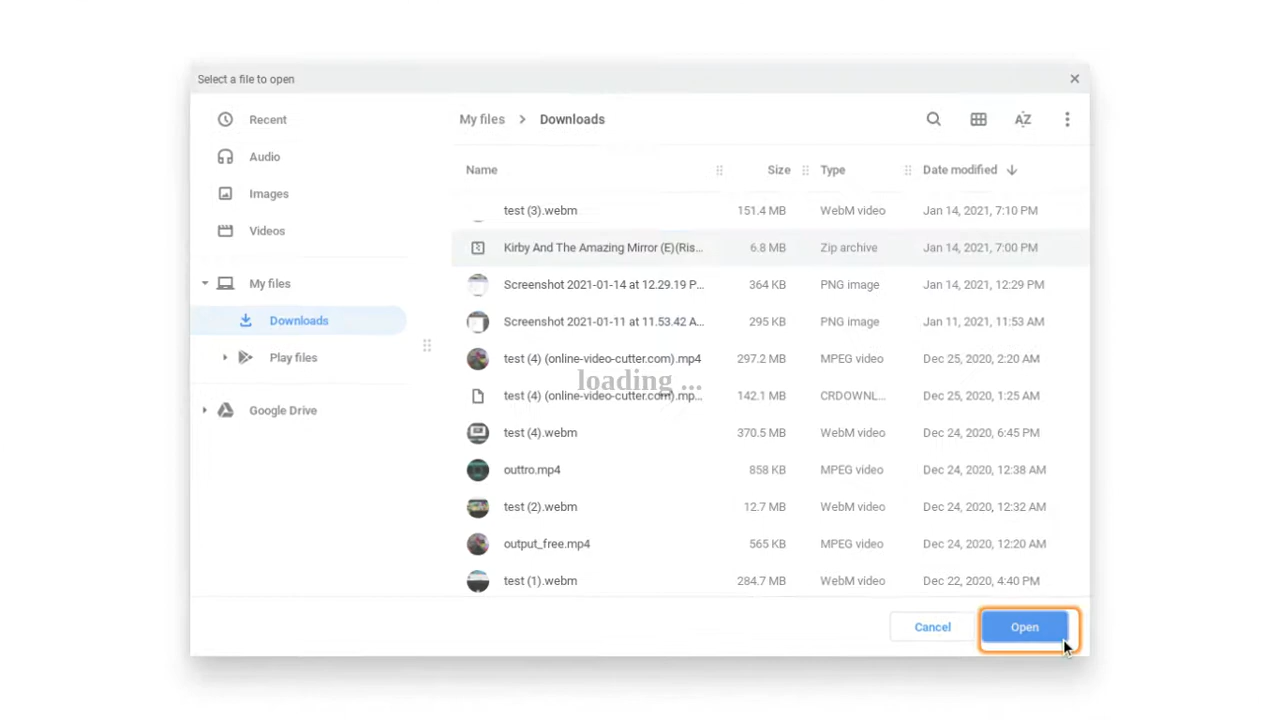 Select a file to open
Recent
Audio
Images
Videos
My files
Downloads
Play files
Google Drive
My files > Downloads
AZ
Name Size Type Date modified
test (3).webm 151.4 MB WebM video Jan 14, 2021, 7:10 PM
Kirby And The Amazing Mirror (E)(Ris... 6.8 MB Zip archive Jan 14, 2021, 7:00 PM
Screenshot 2021-01-14 at 12.29.19 P... 364 KB PNG image Jan 14, 2021, 12:29 PM
Screenshot 2021-01-11 at 11.53.42 A... 295 KB PNG image Jan 11, 2021, 11:53 AM
test (4) (online-video-cutter.com).mp4 297.2 MB MPEG video Dec 25, 2020, 2:20 AM
loading ...
test (4) (online-video-cutter.com).mp... 142.1 MB CRDOWNL... Dec 25, 2020, 1:25 AM
test (4).webm 370.5 MB WebM video Dec 24, 2020, 6:45 PM
outtro.mp4 858 KB MPEG video Dec 24, 2020, 12:38 AM
test (2).webm 12.7 MB WebM video Dec 24, 2020, 12:32 AM
output_free.mp4 565 KB MPEG video Dec 24, 2020, 12:20 AM
test (1).webm 284.7 MB WebM video Dec 22, 2020, 4:40 PM
Cancel Open